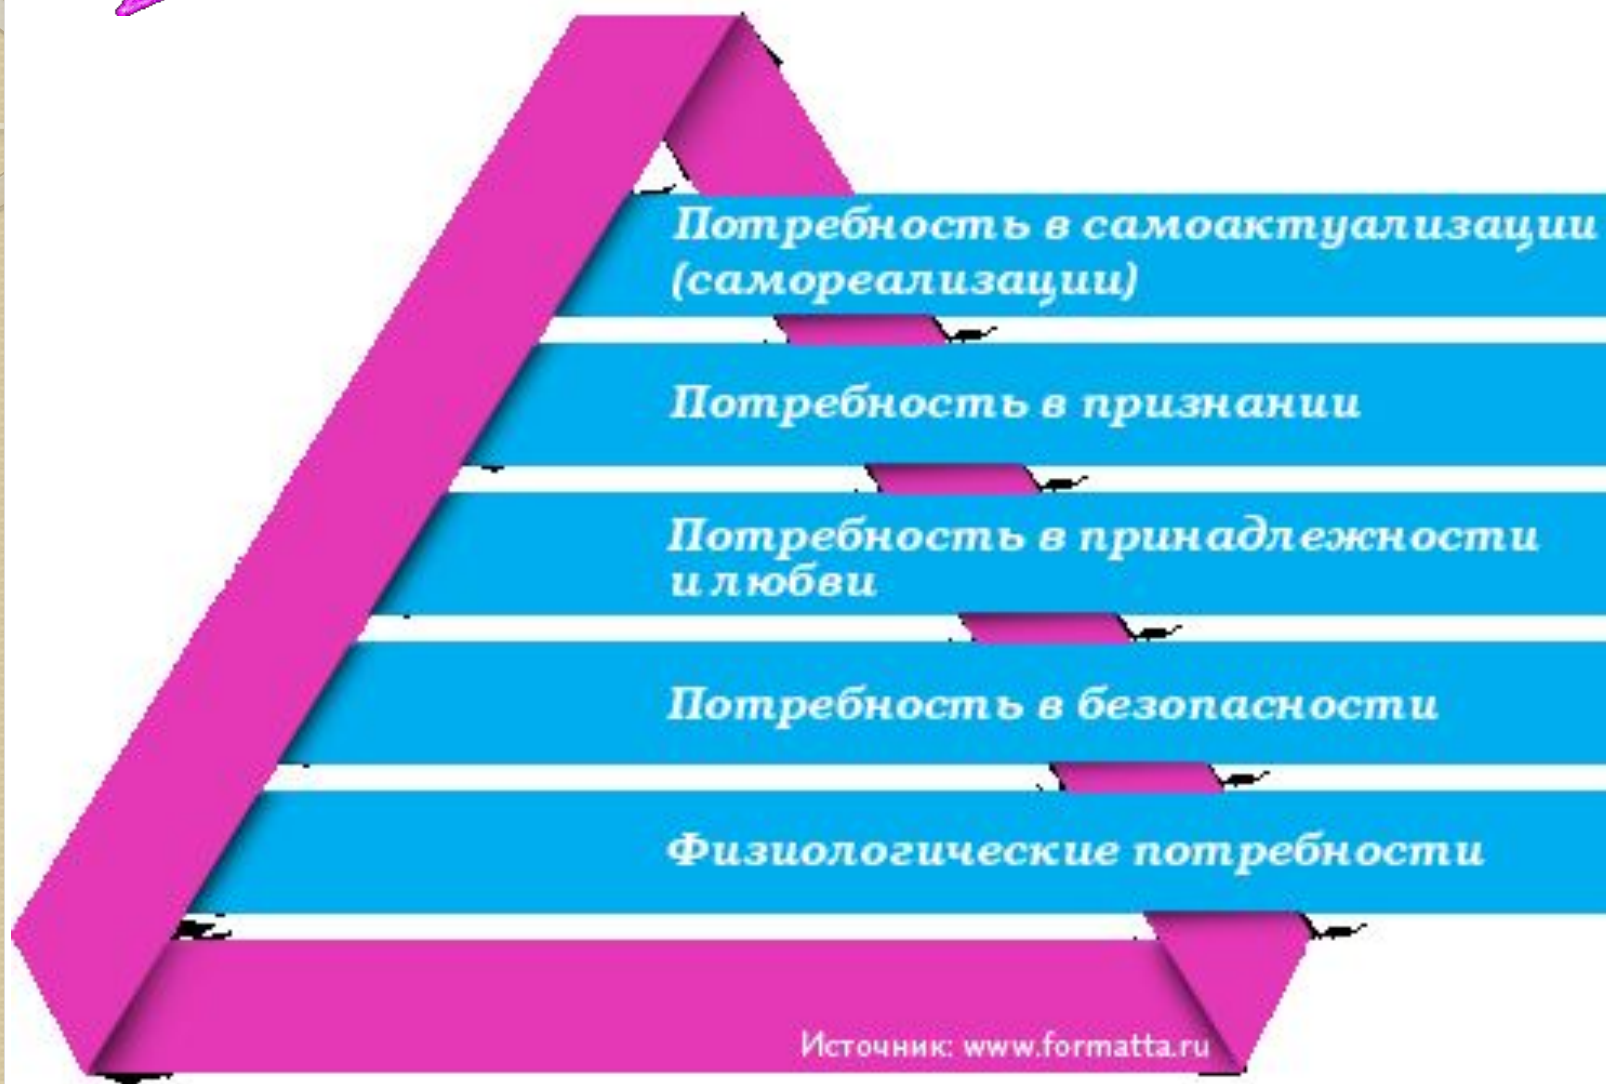 Потребность в самоактуализации
(самореализации)
Потребность в признании
Потребность в принадлежности
и любви
Потребность в безопасности
Физиологические потребности
Источник: www.formatta.ru